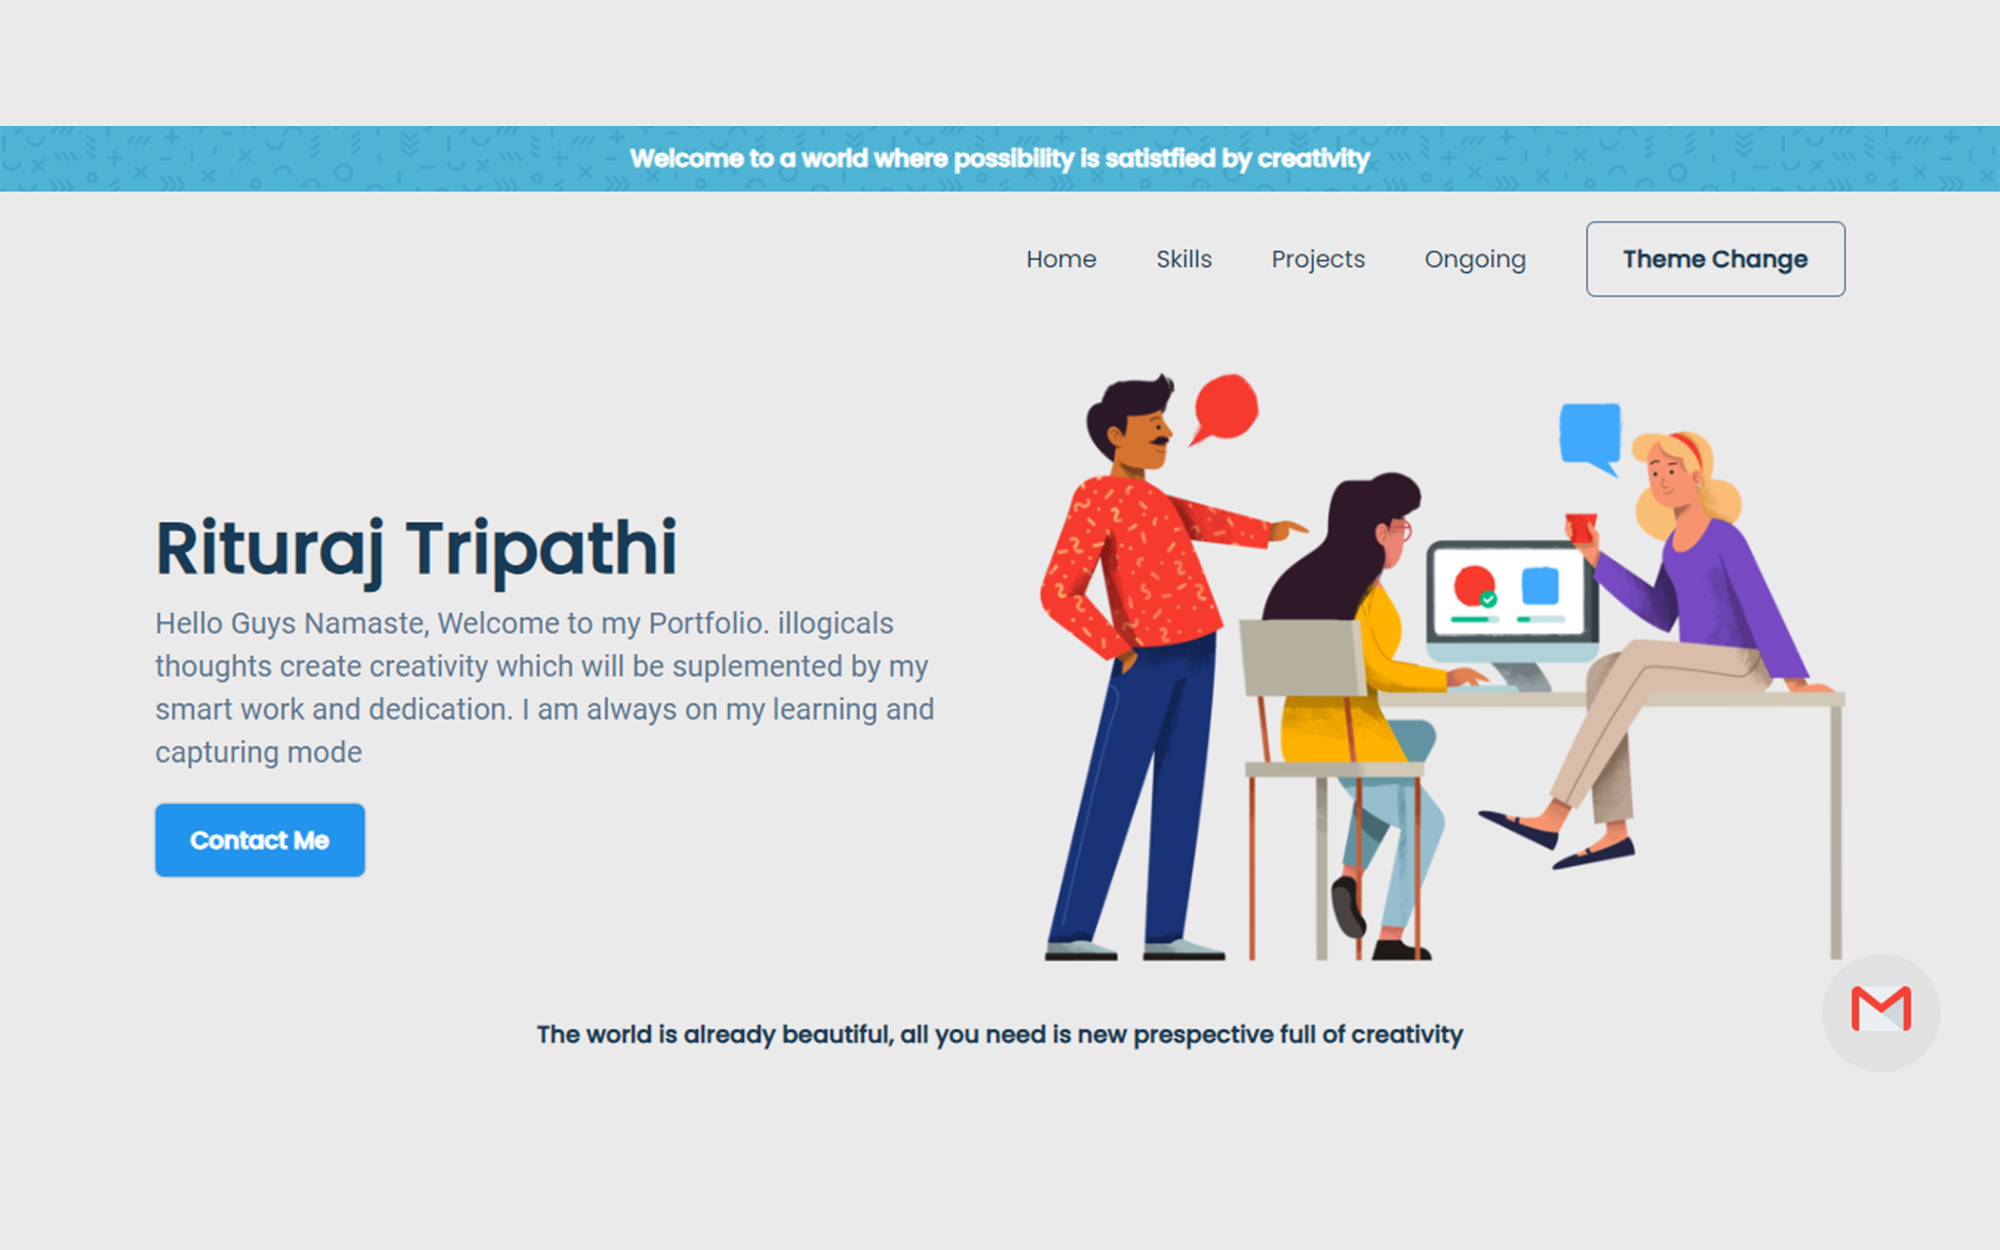 Welcome to a world where possibility is satistfied by creativity
Home
Skills
Projects
Ongoing
Theme Change
Rituraj Tripathi
Hello Guys Namaste, Welcome to my Portfolio. illogicals
thoughts create creativity which will be suplemented by my
smart work and dedication. I am always on my learning and
capturing mode
Contact Me
The world is already beautiful, all you need is new prespective full of creativity